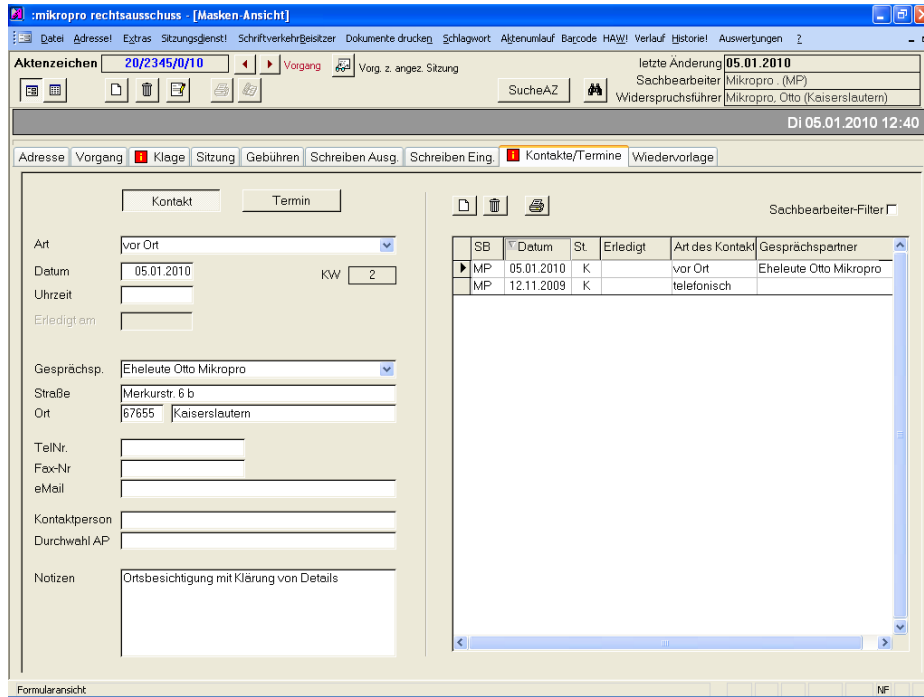 :mikropro rechtsausschuss - [Masken-Ansicht]
Datei Adresse! Extras Sitzungsdienst! Schriftverkehr Beisitzer Dokumente drucken Schlagwort Aktenumlauf Barcode HAW! Verlauf Historie! Auswertungen ?
Aktenzeichen 20/2345/0/10 Vorgang Vorg. z. angez. Sitzung
letzte Änderung 05.01.2010
SucheAZ
Sachbearbeiter Mikropro . (MP)
Widerspruchsführer Mikropro, Otto (Kaiserslautern)
Di 05.01.2010 12:40
Adresse Vorgang Klage Sitzung Gebühren Schreiben Ausg. Schreiben Eing. Kontakte/Termine Wiedervorlage
Kontakt Termin
Art vor Ort
Datum 05.01.2010 KW 2
Uhrzeit
Erledigt am
Gesprächsp. Eheleute Otto Mikropro
Straße Merkurstr. 6 b
Ort 67655 Kaiserslautern
TelNr.
Fax-Nr
eMail
Kontaktperson
Durchwahl AP
Notizen Ortsbesichtigung mit Klärung von Details
Sachbearbeiter-Filter
SB Datum St. Erledigt Art des Kontakt Gesprächspartner
MP 05.01.2010 K vor Ort Eheleute Otto Mikropro
MP 12.11.2009 K telefonisch
Formularansicht NF